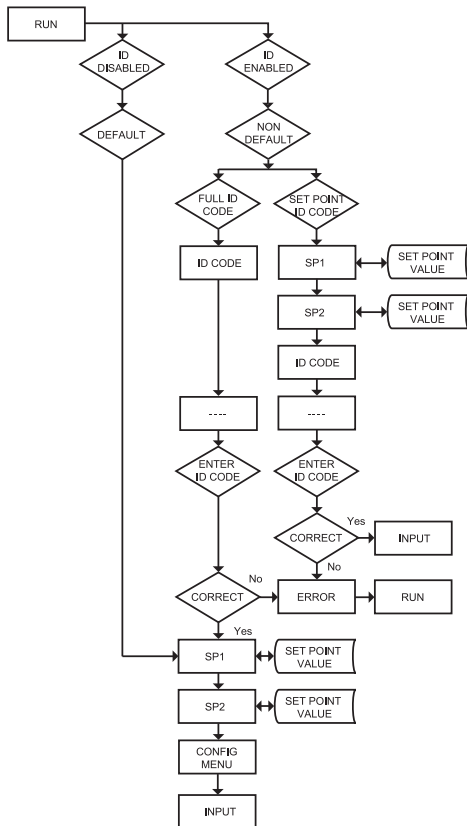 RUN
ID
DISABLED
ID
ENABLED
DEFAULT
NON
DEFAULT
FULL ID
CODE
SET POINT
ID CODE
ID CODE
SP1
SET POINT
VALUE
SP2
SET POINT
VALUE
ID CODE
----
----
ENTER
ID CODE
ENTER
ID CODE
CORRECT
Yes
INPUT
No
CORRECT
No
ERROR
RUN
Yes
SP1
SET POINT
VALUE
SP2
SET POINT
VALUE
CONFIG
MENU
INPUT